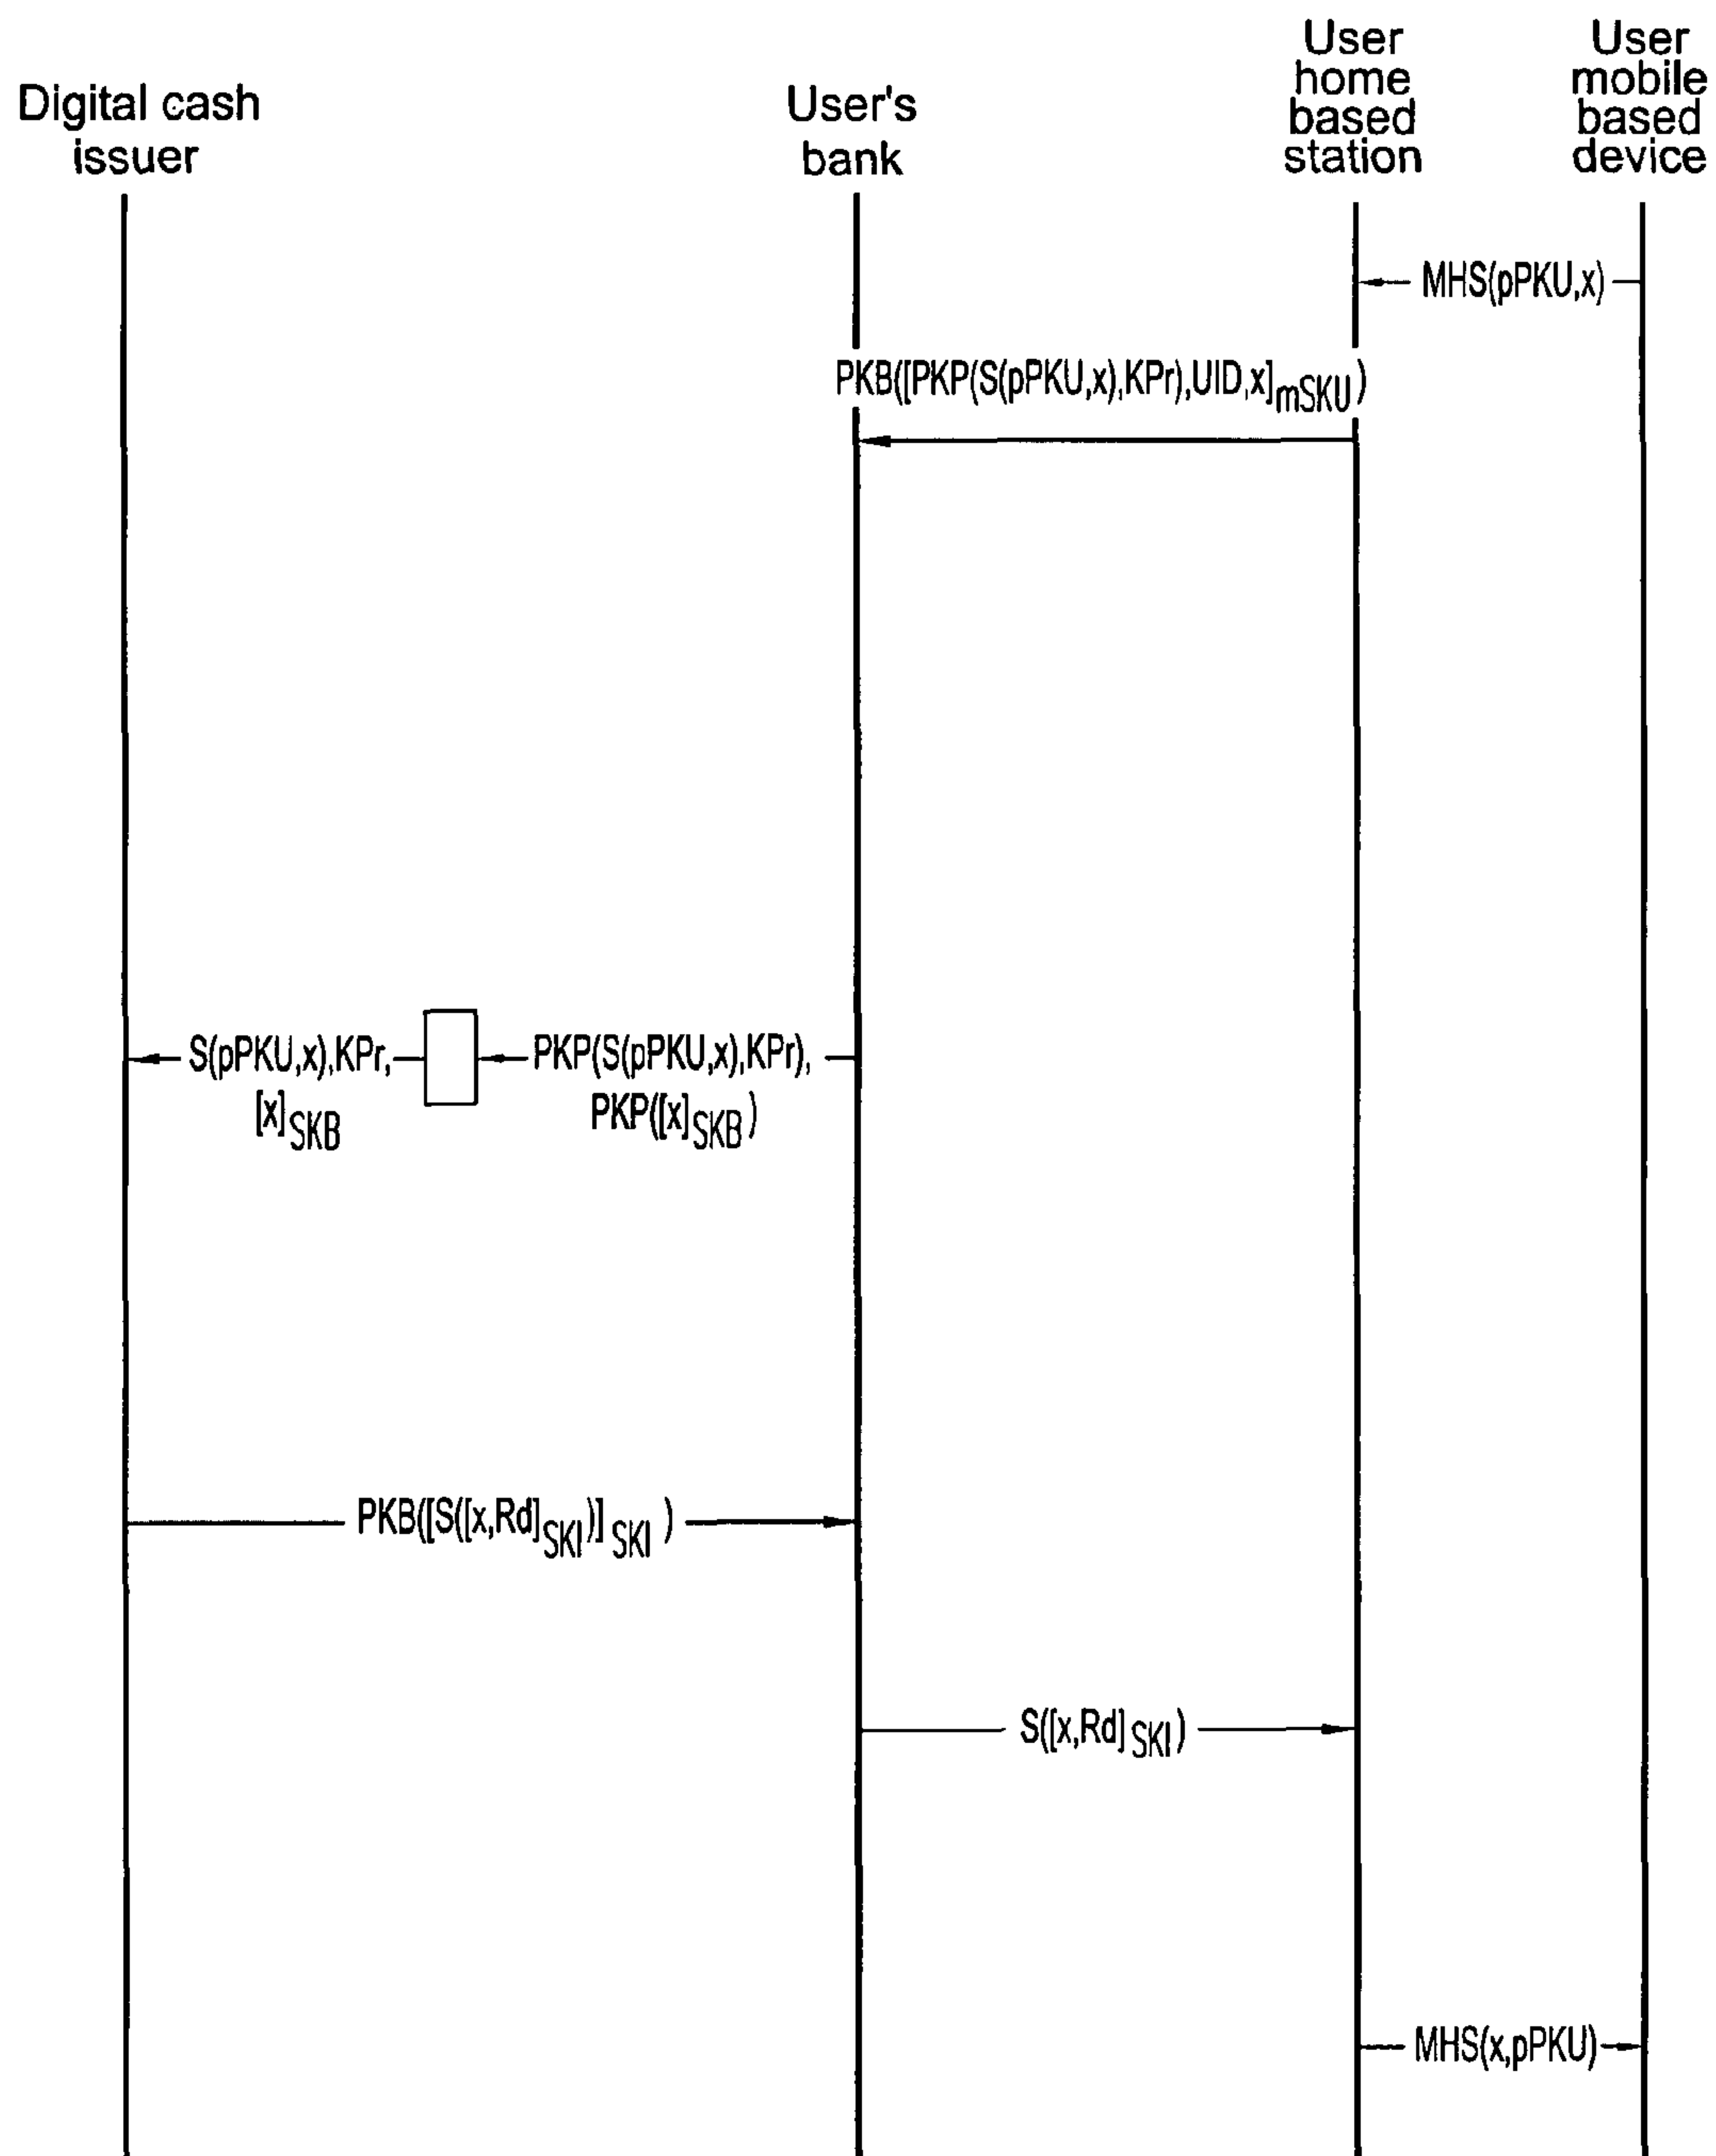 Digital cash
issuer
User's
bank
User
home
based
station
User
mobile
based
device
MHS(pPKU,x)
PKB([PKP(S(pPKU,x),KPr),UID,x]mSKU)
S(pPKU,x),KPr,
[x]SKB
PKP(S(pPKU,x),KPr),
PKP([x]SKB)
PKB([S([x,Rd]SKI)]SKI)
S([x,Rd]SKI)
MHS(x,pPKU)